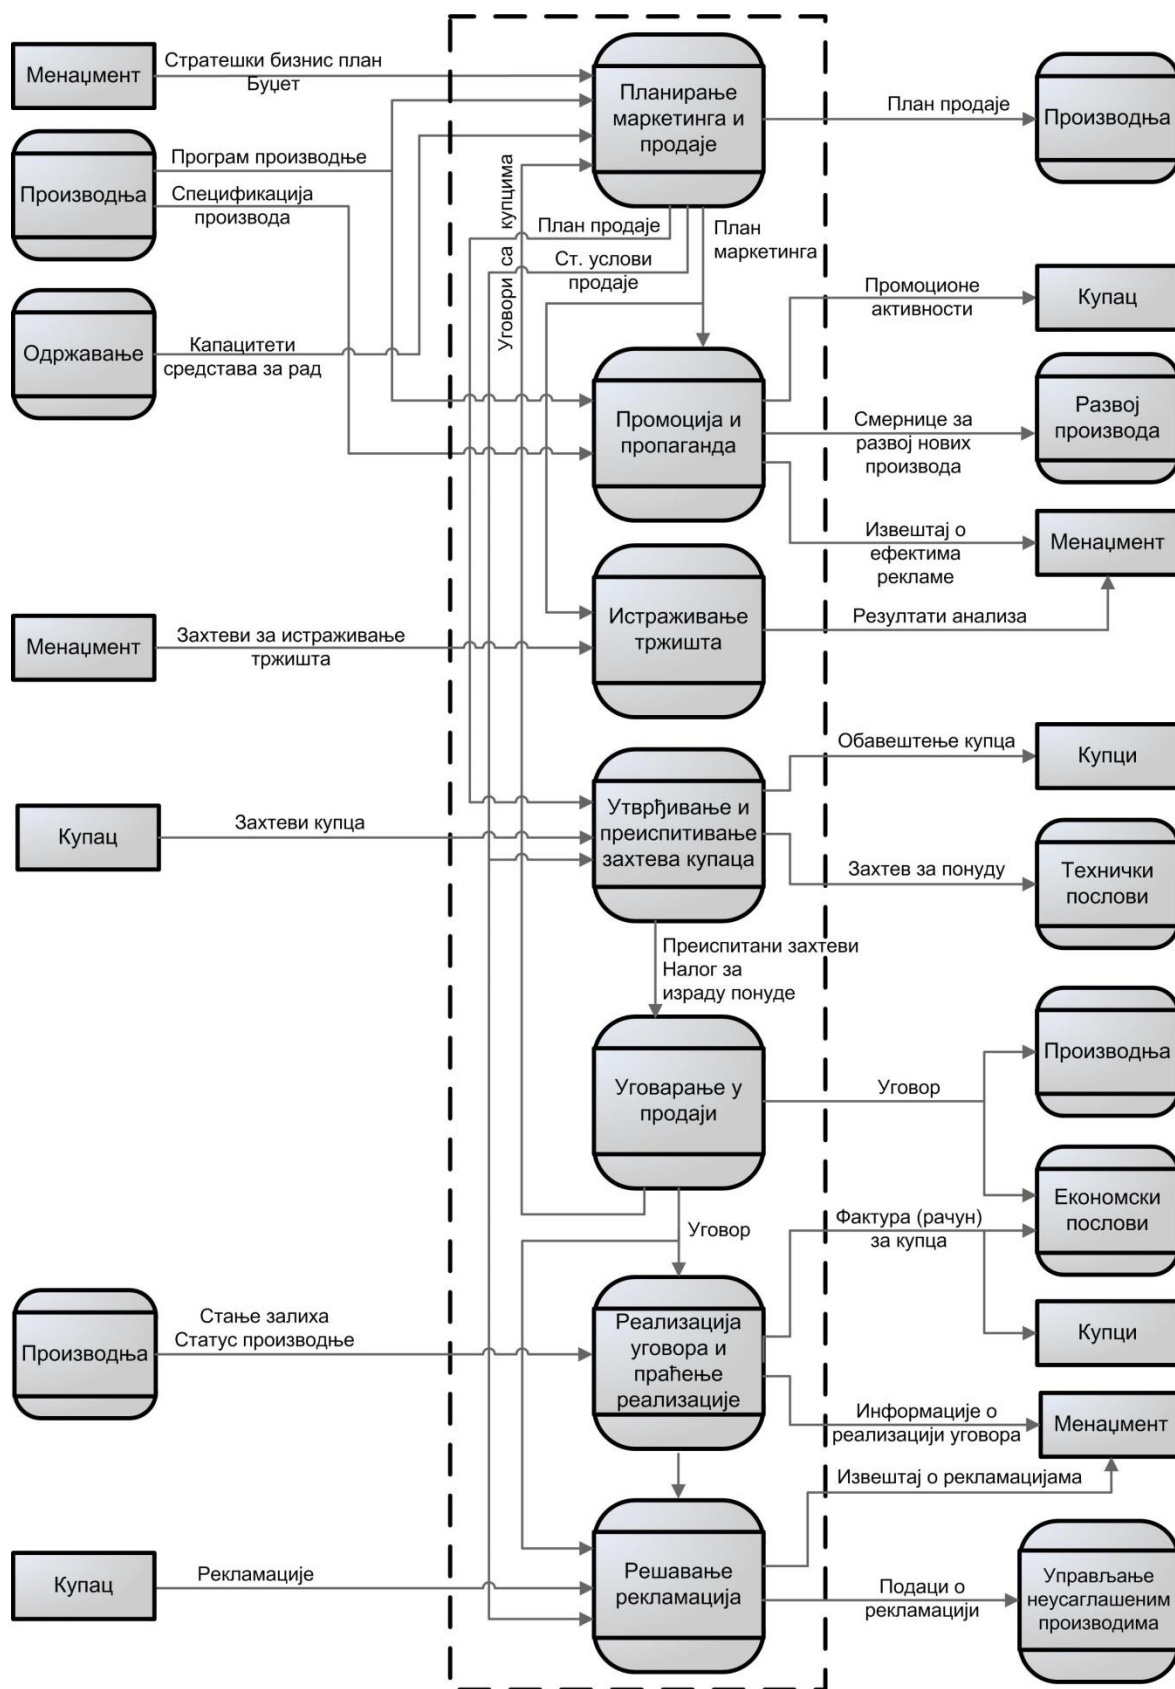 Менаџмент
Стратешки бизнис план
Буџет
Планирање
маркетинга и
продаје
План продаје
Производња
Производња
Програм производње
Спецификација
производа
Уговори са купцима
План продаје
Ст. услови
продаје
План
маркетинга
Одржавање
Капацитети
средстава за рад
Промоција и
пропаганда
Промоционе
активности
Купац
Смернице за
развој нових
производа
Развој
производа
Извештај о
ефектима
рекламе
Менаџмент
Менаџмент
Захтеви за истраживање
тржишта
Истраживање
тржишта
Резултати анализа
Купац
Захтеви купца
Утврђивање и
преиспитивање
захтева купаца
Обавештење купца
Купци
Захтев за понуду
Технички
послови
Преиспитани захтеви
Налог за
израду понуде
Уговарање у
продаји
Уговор
Производња
Економски
послови
Уговор
Фактура (рачун)
за купца
Купци
Производња
Стање залиха
Статус производње
Реализација
уговора и
праћење
реализације
Информације о
реализацији уговора
Менаџмент
Извештај о рекламацијама
Купац
Рекламације
Решавање
рекламација
Подаци о
рекламацији
Управљање
неусаглашеним
производима